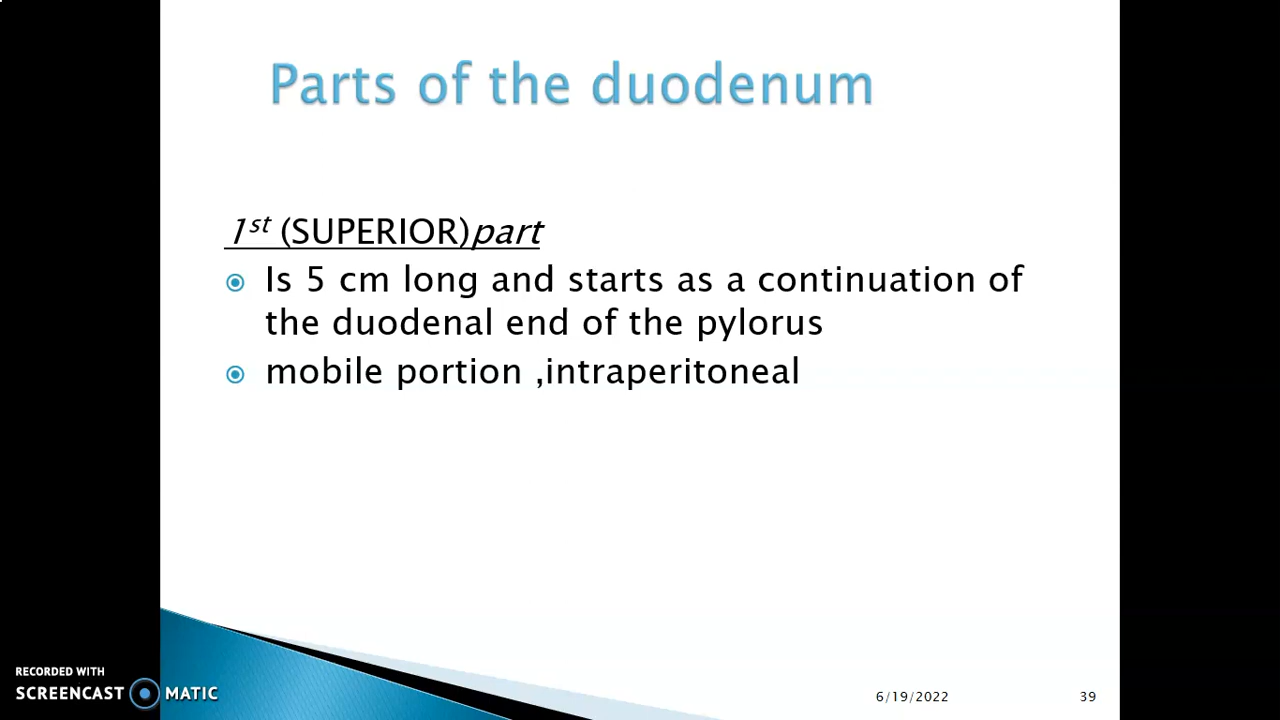 Parts of the duodenum
1st (SUPERIOR)part
Is 5 cm long and starts as a continuation of
the duodenal end of the pylorus
mobile portion ,intraperitoneal
RECORDED WITH
SCREENCAST MATIC
6/19/2022
39